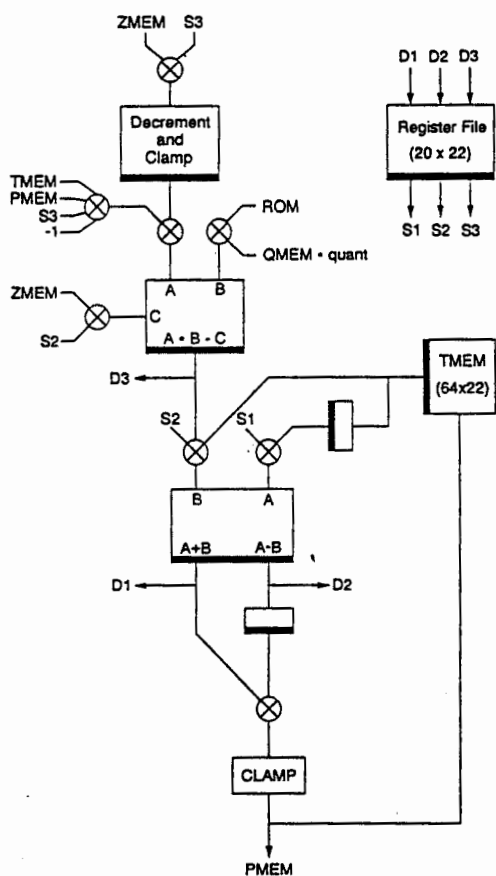 ZMEM S3
Decrement
and
Clamp
D1 D2 D3
Register File
(20 x 22)
S1 S2 S3
TMEM
PMEM
S3
-1
ROM
QMEM • quant
A B
ZMEM
C
S2
A • B - C
D3
TMEM
(64x22)
S2 S1
B A
A+B A-B
D1 D2
CLAMP
PMEM